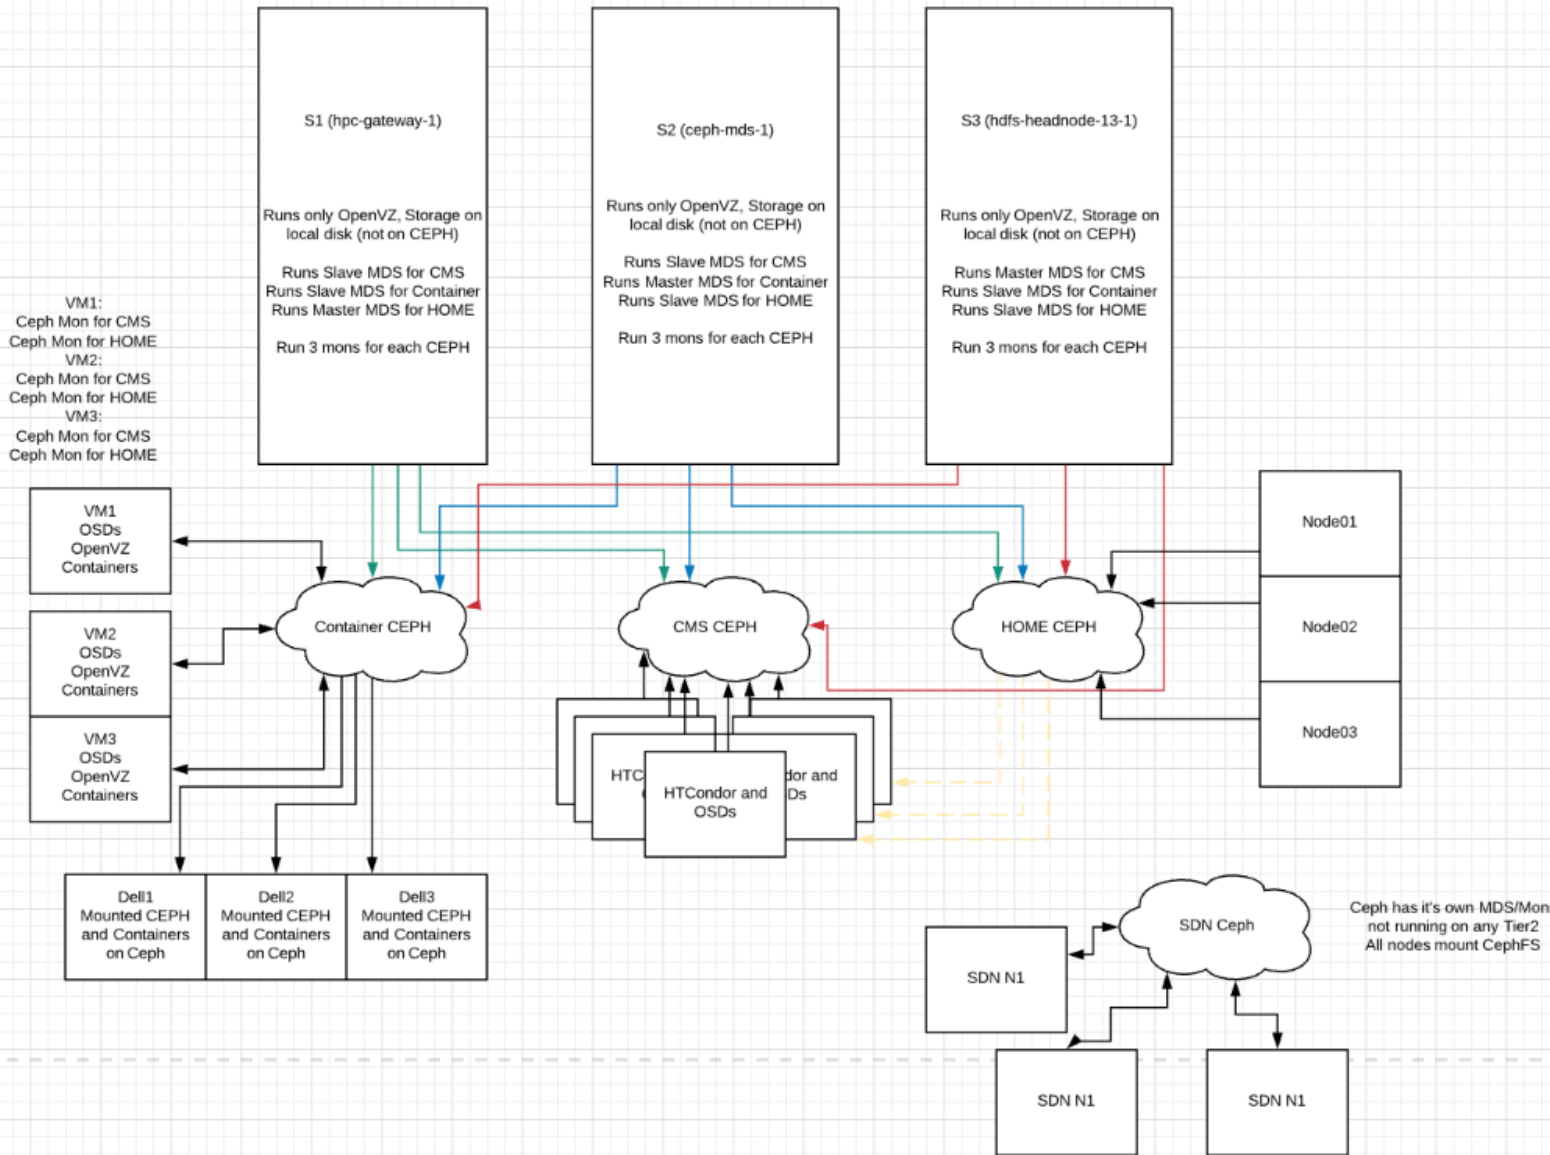 S1 (hpc-gateway-1)
Runs only OpenVZ, Storage on
local disk (not on CEPH)
Runs Slave MDS for CMS
Runs Slave MDS for Container
Runs Master MDS for HOME
Run 3 mons for each CEPH
S2 (ceph-mds-1)
Runs only OpenVZ, Storage on
local disk (not on CEPH)
Runs Slave MDS for CMS
Runs Master MDS for Container
Runs Slave MDS for HOME
Run 3 mons for each CEPH
S3 (hdfs-headnode-13-1)
Runs only OpenVZ, Storage on
local disk (not on CEPH)
Runs Master MDS for CMS
Runs Slave MDS for Container
Runs Slave MDS for HOME
Run 3 mons for each CEPH
VM1:
Ceph Mon for CMS
Ceph Mon for HOME
VM2:
Ceph Mon for CMS
Ceph Mon for HOME
VM3:
Ceph Mon for CMS
Ceph Mon for HOME
VM1
OSDs
OpenVZ
Containers
VM2
OSDs
OpenVZ
Containers
VM3
OSDs
OpenVZ
Containers
Container CEPH
CMS CEPH
HOME CEPH
Node01
Node02
Node03
HTCondor and
OSDs
Dell1
Mounted CEPH
and Containers
on Ceph
Dell2
Mounted CEPH
and Containers
on Ceph
Dell3
Mounted CEPH
and Containers
on Ceph
SDN Ceph
Ceph has it's own MDS/Mon
not running on any Tier2
All nodes mount CephFS
SDN N1
SDN N1
SDN N1